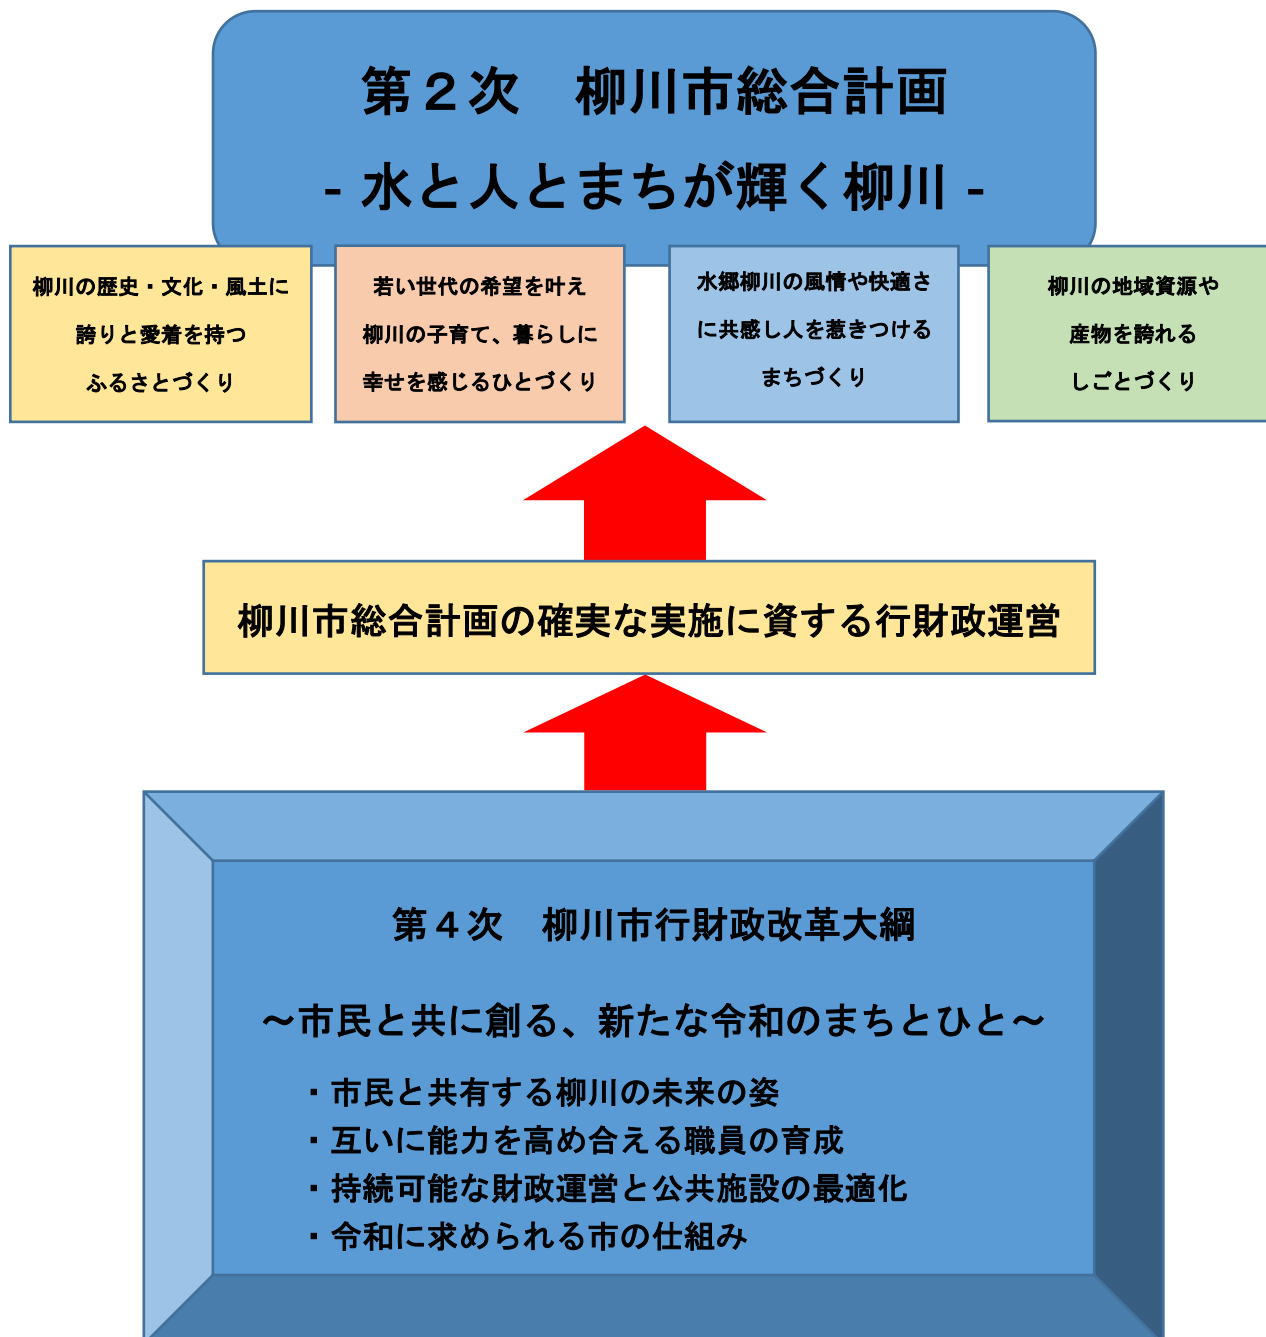 第２次　柳川市総合計画
- 水と人とまちが輝く柳川 -
柳川の歴史・文化・風土に
誇りと愛着を持つ
ふるさとづくり
若い世代の希望を叶え
柳川の子育て、暮らしに
幸せを感じるひとづくり
水郷柳川の風情や快適さ
に共感し人を惹きつける
まちづくり
柳川の地域資源や
産物を誇れる
しごとづくり
柳川市総合計画の確実な実施に資する行財政運営
第４次　柳川市行財政改革大綱
～市民と共に創る、新たな令和のまちとひと～
・市民と共有する柳川の未来の姿
・互いに能力を高め合える職員の育成
・持続可能な財政運営と公共施設の最適化
・令和に求められる市の仕組み